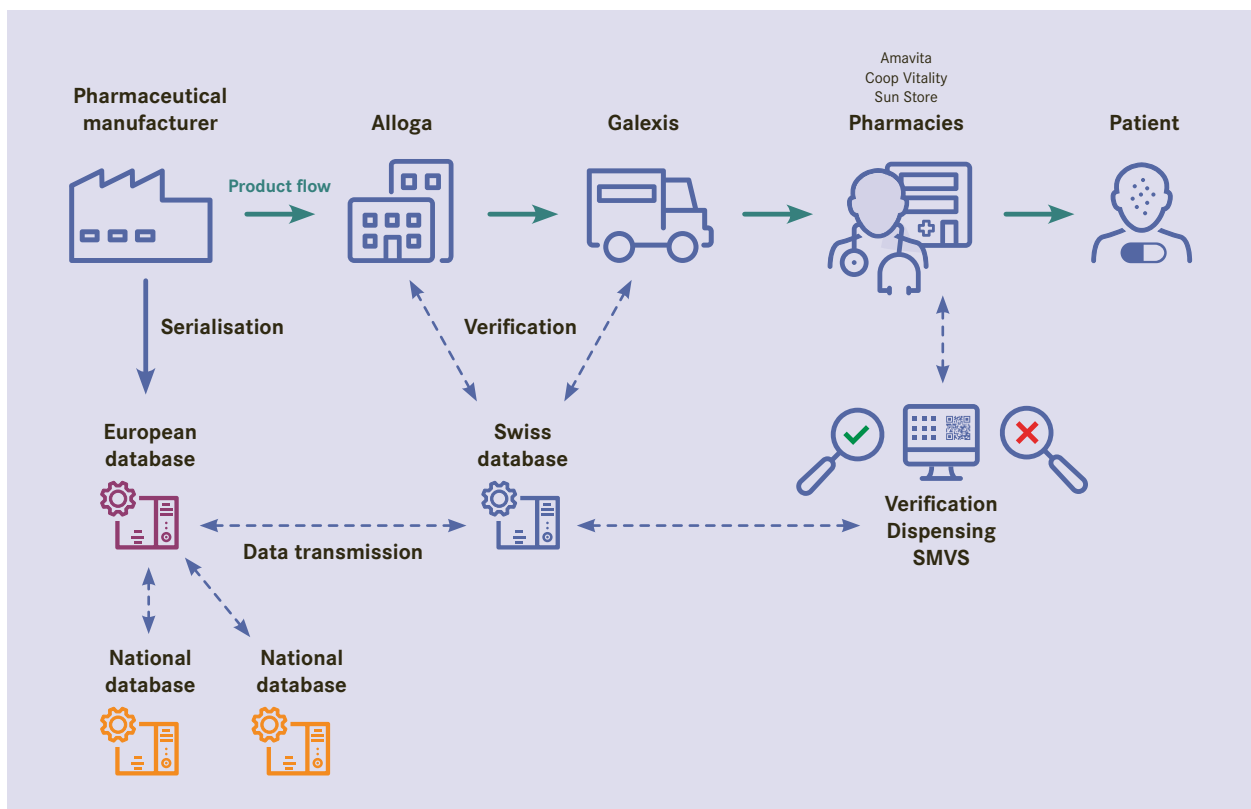 Amavita
Coop Vitality
Sun Store
Pharmaceutical
manufacturer
Alloga
Galexis
Pharmacies
Patient
Product flow
Serialisation
Verification
European
database
Swiss
database
Verification
Dispensing
SMVS
Data transmission
National
database
National
database